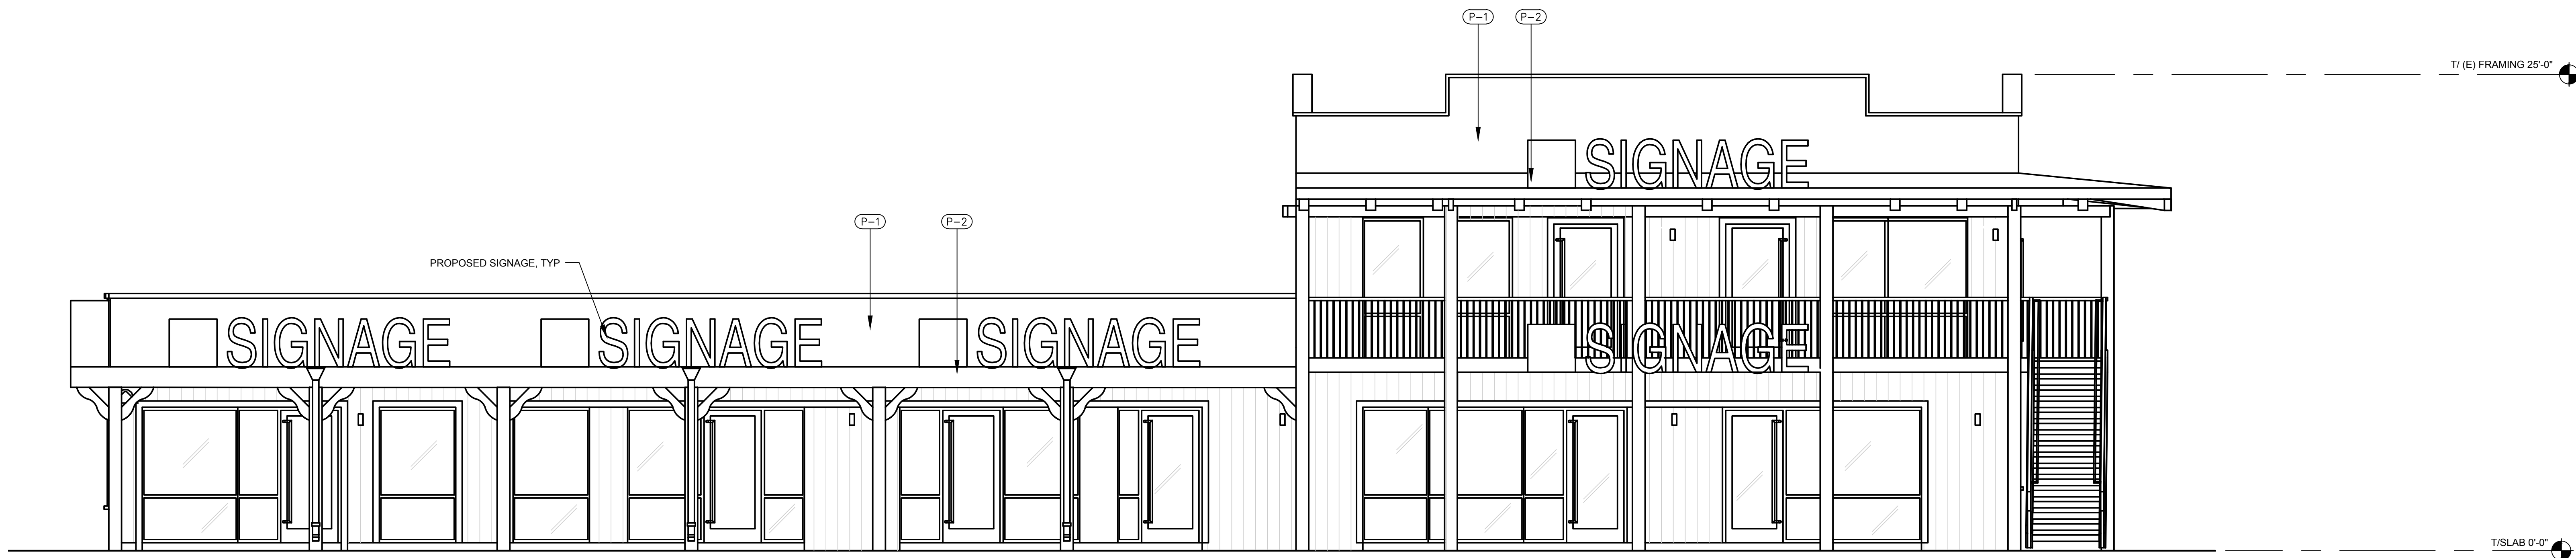 P-1
P-2
T/ (E) FRAMING 25'-0"
SIGNAGE
P-1
P-2
PROPOSED SIGNAGE, TYP
SIGNAGE
SIGNAGE
SIGNAGE
SIGNAGE
T/SLAB 0'-0"